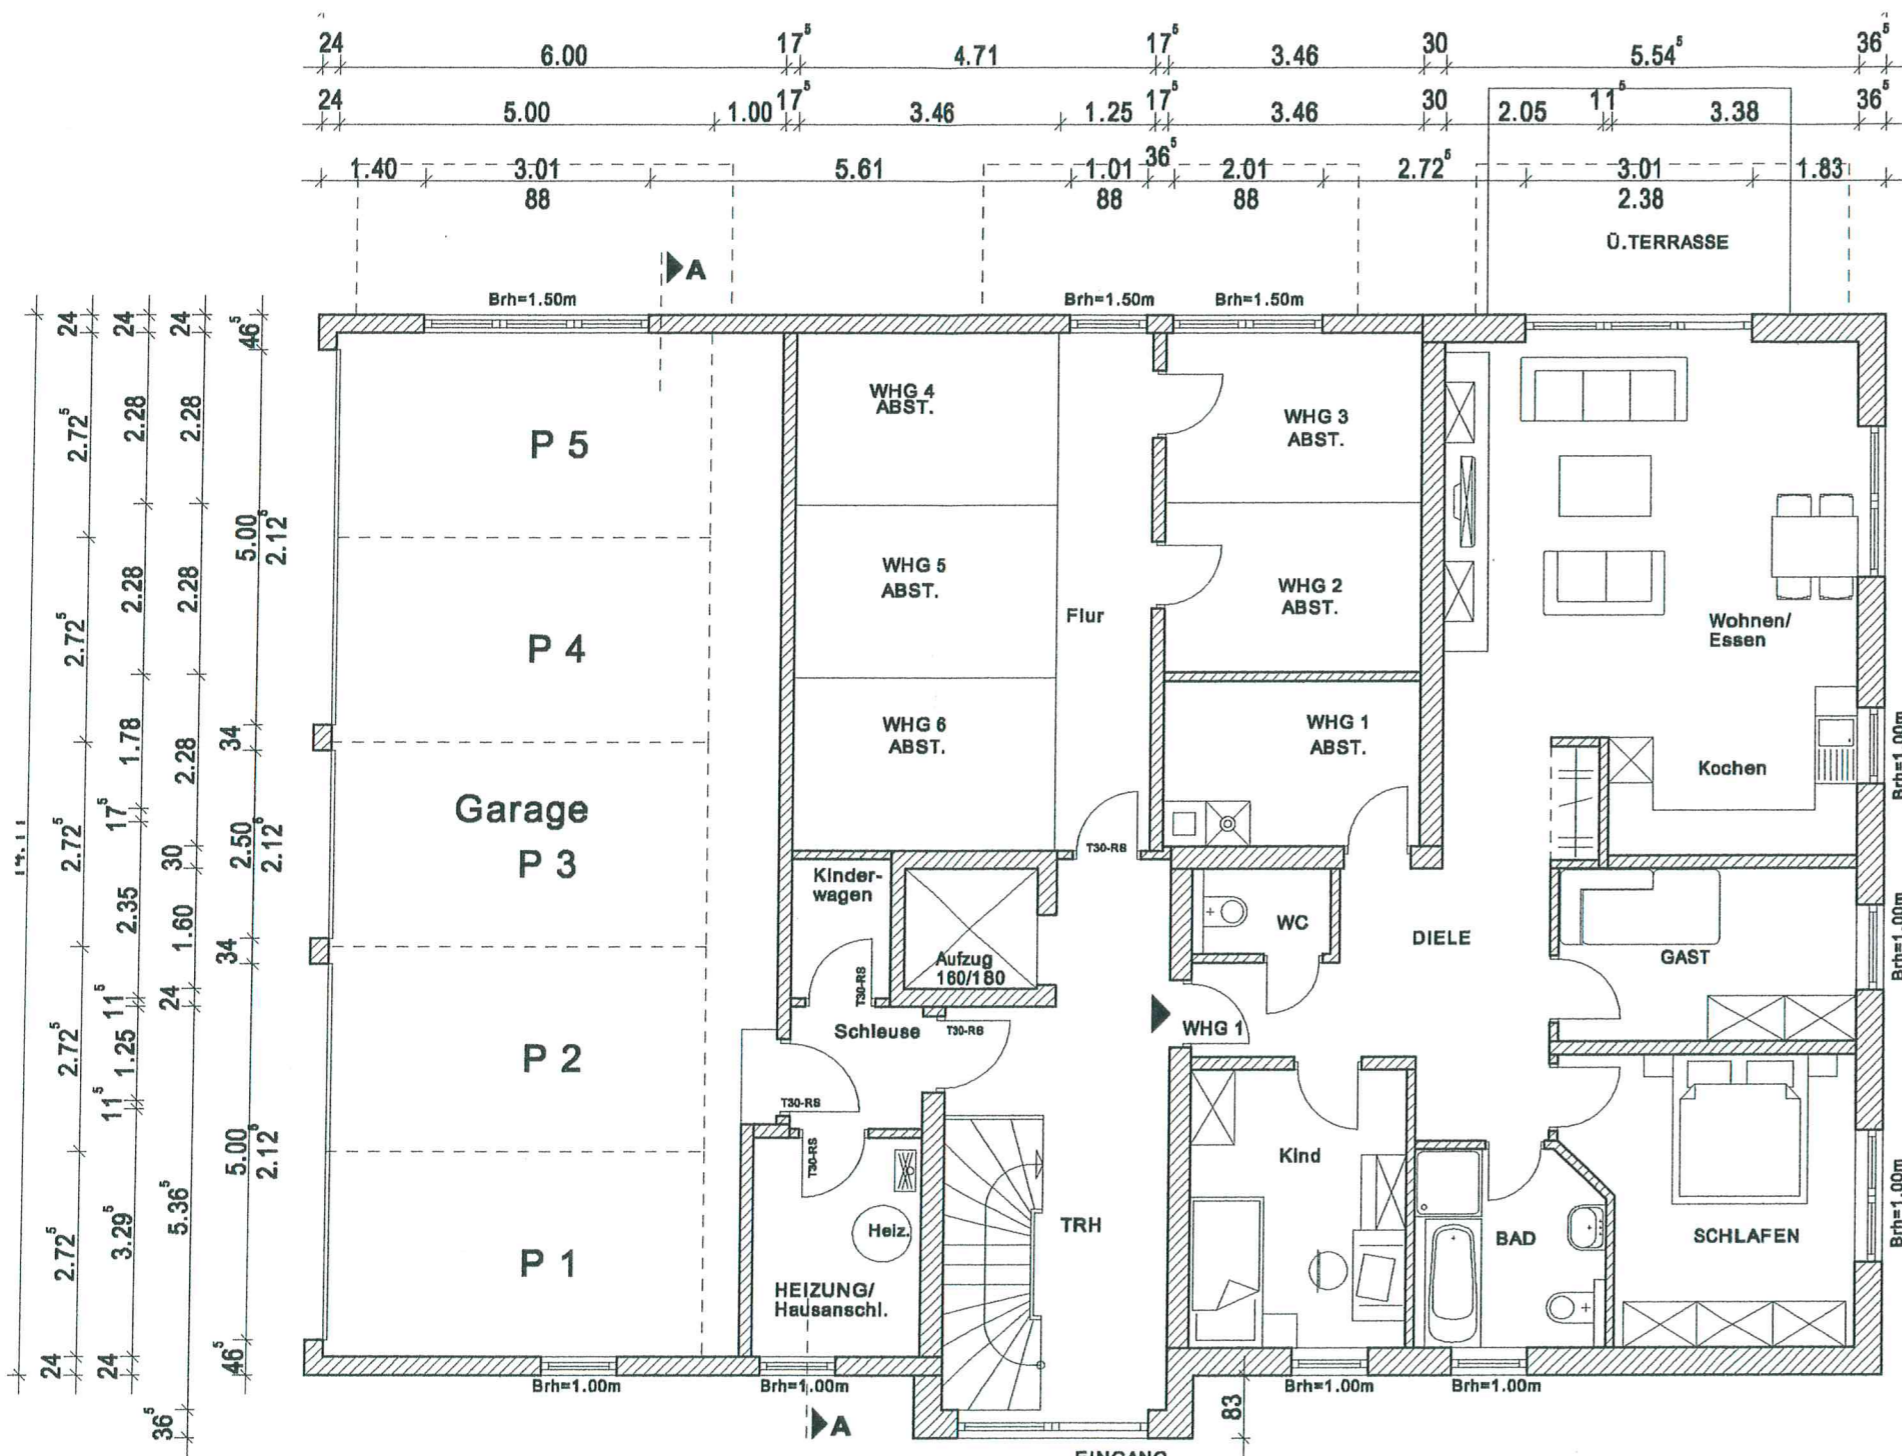 24 6.00 17⁵ 4.71 17⁵ 3.46 30 5.54⁵ 36⁵
24 5.00 1.00 17⁵ 3.46 1.25 17⁵ 3.46 30 2.05 11⁵ 3.38 36⁵
1.40 3.01 5.61 1.01 36⁵ 2.01 2.72⁵ 3.01 1.83
88 88 88 2.38
Ü.TERRASSE
A
Brh=1.50m Brh=1.50m Brh=1.50m
24 2.72⁵ 2.72⁵ 2.72⁵ 2.72⁵ 2.72⁵ 24
24 2.28 2.28 1.78 17⁵ 2.35 11⁵ 1.25 11⁵ 3.29⁵ 24
24 2.28 2.28 2.28 30 1.60 24 5.36⁵ 36⁵
46⁵ 5.00 34 2.50 34 5.00 46⁵
2.12⁵ 2.12⁵ 2.12⁵
P 5
P 4
Garage
P 3
P 2
P 1
WHG 4
ABST.
WHG 5
ABST.
WHG 6
ABST.
Flur
WHG 3
ABST.
WHG 2
ABST.
WHG 1
ABST.
Wohnen/
Essen
Kochen
Brh=1.00m
T30-RS
Kinder-
wagen
Aufzug
160/180
T30-RS
Schleuse
T30-RS
T30-RS
T30-RS
WC
DIELE
WHG 1
GAST
Brh=1.00m
Kind
BAD
SCHLAFEN
Brh=1.00m
TRH
Heiz.
HEIZUNG/
Hausanschl.
Brh=1.00m Brh=1.00m Brh=1.00m Brh=1.00m
83
A
EINGANG